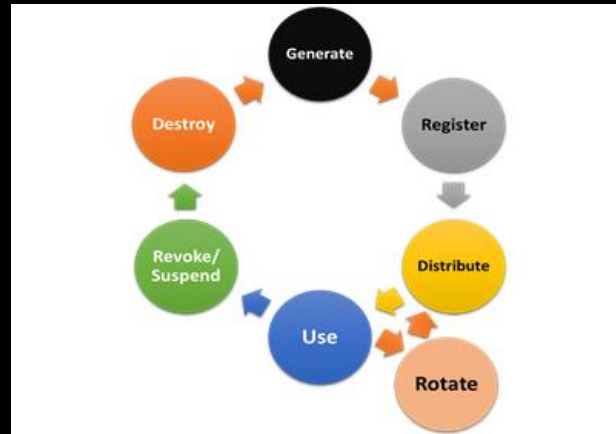 Generate
Register
Distribute
Rotate
Use
Revoke/
Suspend
Destroy